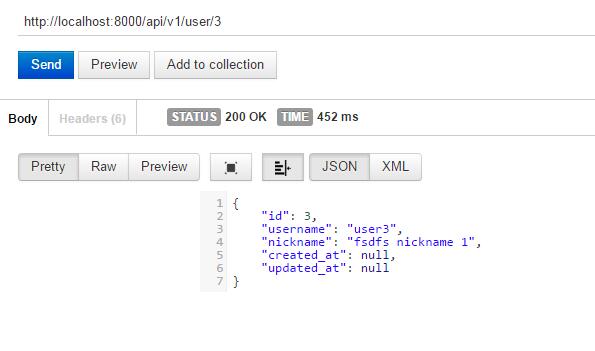 http://localhost:8000/api/v1/user/3
Send Preview Add to collection
Body Headers (6) STATUS 200 OK TIME 452 ms
Pretty Raw Preview JSON XML
1 {
2 "id": 3,
3 "username": "user3",
4 "nickname": "fsdfs nickname 1",
5 "created_at": null,
6 "updated_at": null
7 }